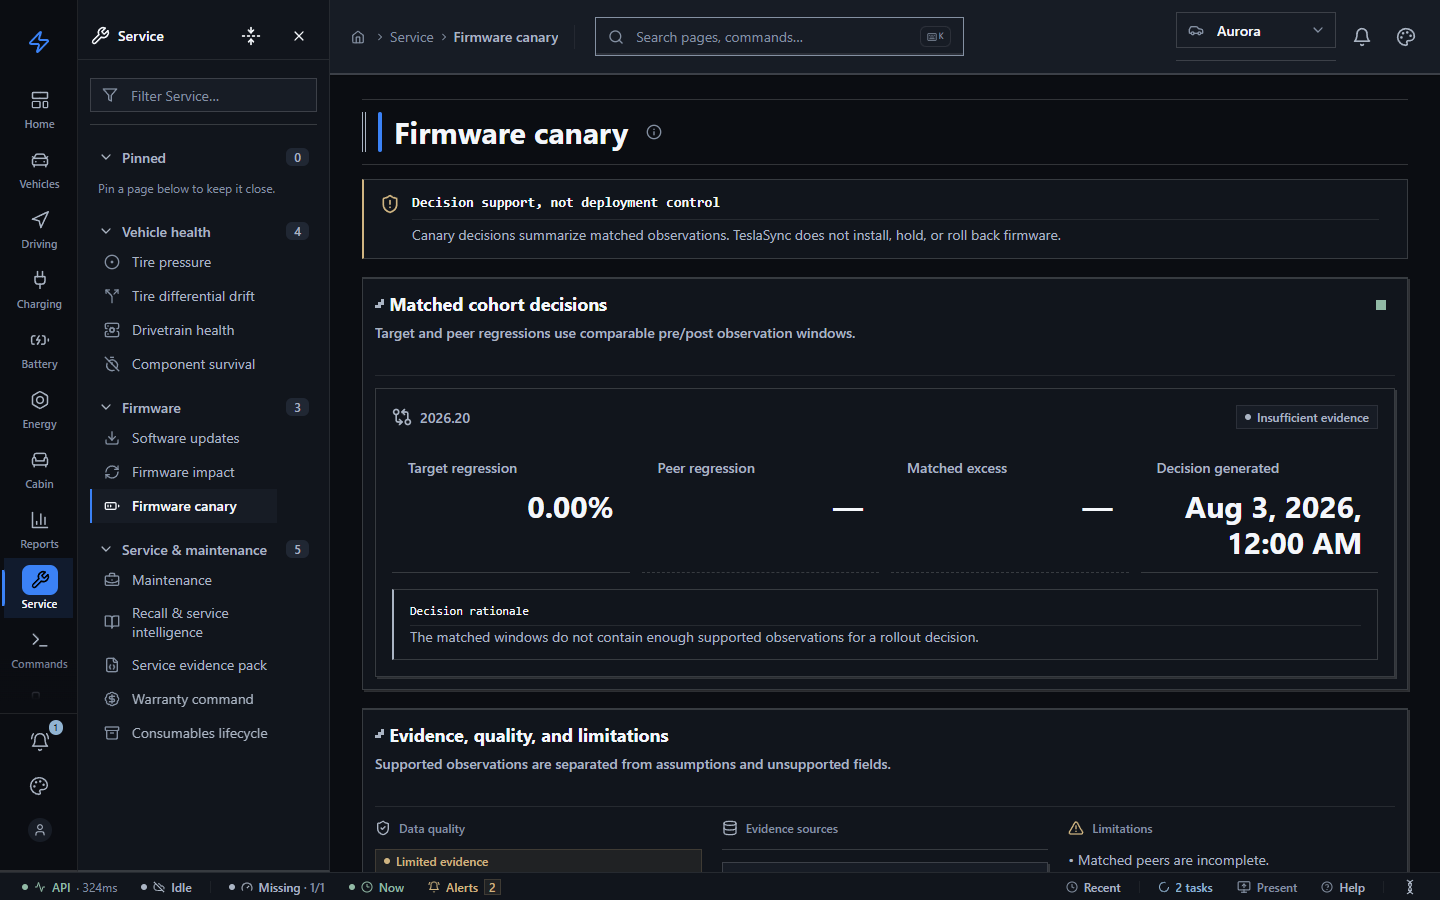 Service
Service
Firmware canary
Search pages, commands...
K
Aurora
Home
Vehicles
Driving
Charging
Battery
Energy
Cabin
Reports
Service
Commands
1
Filter Service...
Pinned
0
Pin a page below to keep it close.
Vehicle health
4
Tire pressure
Tire differential drift
Drivetrain health
Component survival
Firmware
3
Software updates
Firmware impact
Firmware canary
Service & maintenance
5
Maintenance
Recall & service
intelligence
Service evidence pack
Warranty command
Consumables lifecycle
Firmware canary
Decision support, not deployment control
Canary decisions summarize matched observations. TeslaSync does not install, hold, or roll back firmware.
Matched cohort decisions
Target and peer regressions use comparable pre/post observation windows.
2026.20
Insufficient evidence
Target regression
0.00%
Peer regression
—
Matched excess
—
Decision generated
Aug 3, 2026,
12:00 AM
Decision rationale
The matched windows do not contain enough supported observations for a rollout decision.
Evidence, quality, and limitations
Supported observations are separated from assumptions and unsupported fields.
Data quality
Limited evidence
Evidence sources
Limitations
• Matched peers are incomplete.
API · 324ms
Idle
Missing · 1/1
Now
Alerts 2
Recent
2 tasks
Present
Help